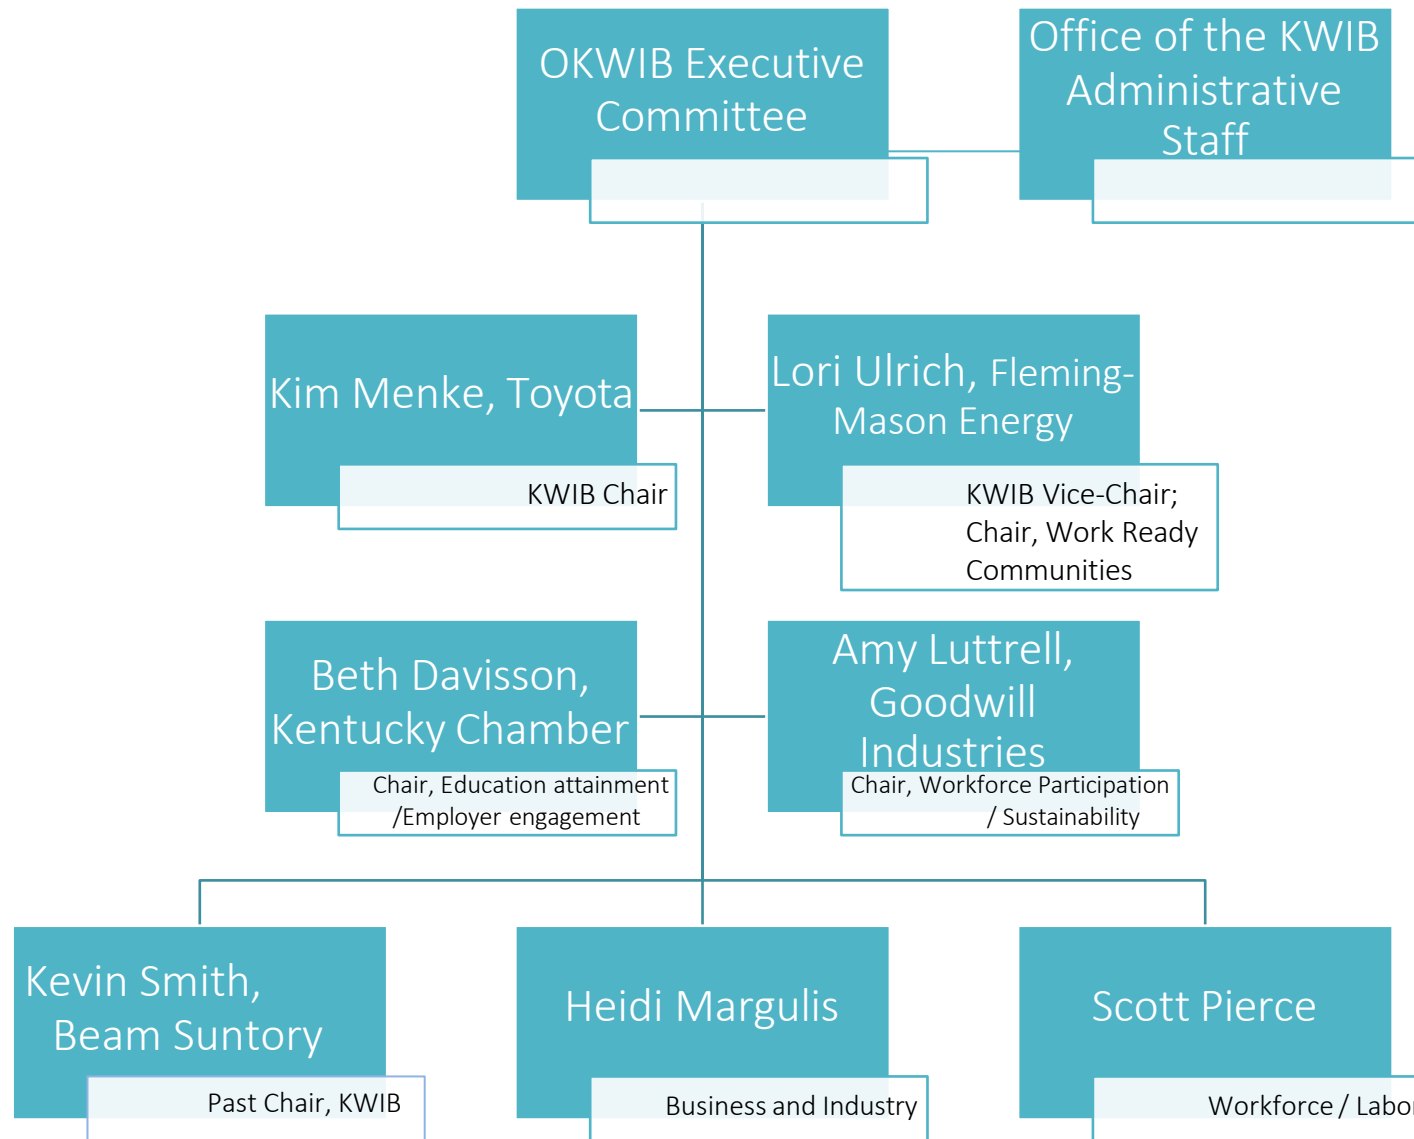 OKWIB Executive
Committee
Office of the KWIB
Administrative
Staff
Kim Menke, Toyota
KWIB Chair
Lori Ulrich, Fleming-
Mason Energy
KWIB Vice-Chair;
Chair, Work Ready
Communities
Beth Davisson,
Kentucky Chamber
Chair, Education attainment
/Employer engagement
Amy Luttrell,
Goodwill
Industries
Chair, Workforce Participation
/ Sustainability
Kevin Smith,
Beam Suntory
Past Chair, KWIB
Heidi Margulis
Business and Industry
Scott Pierce
Workforce / Labor